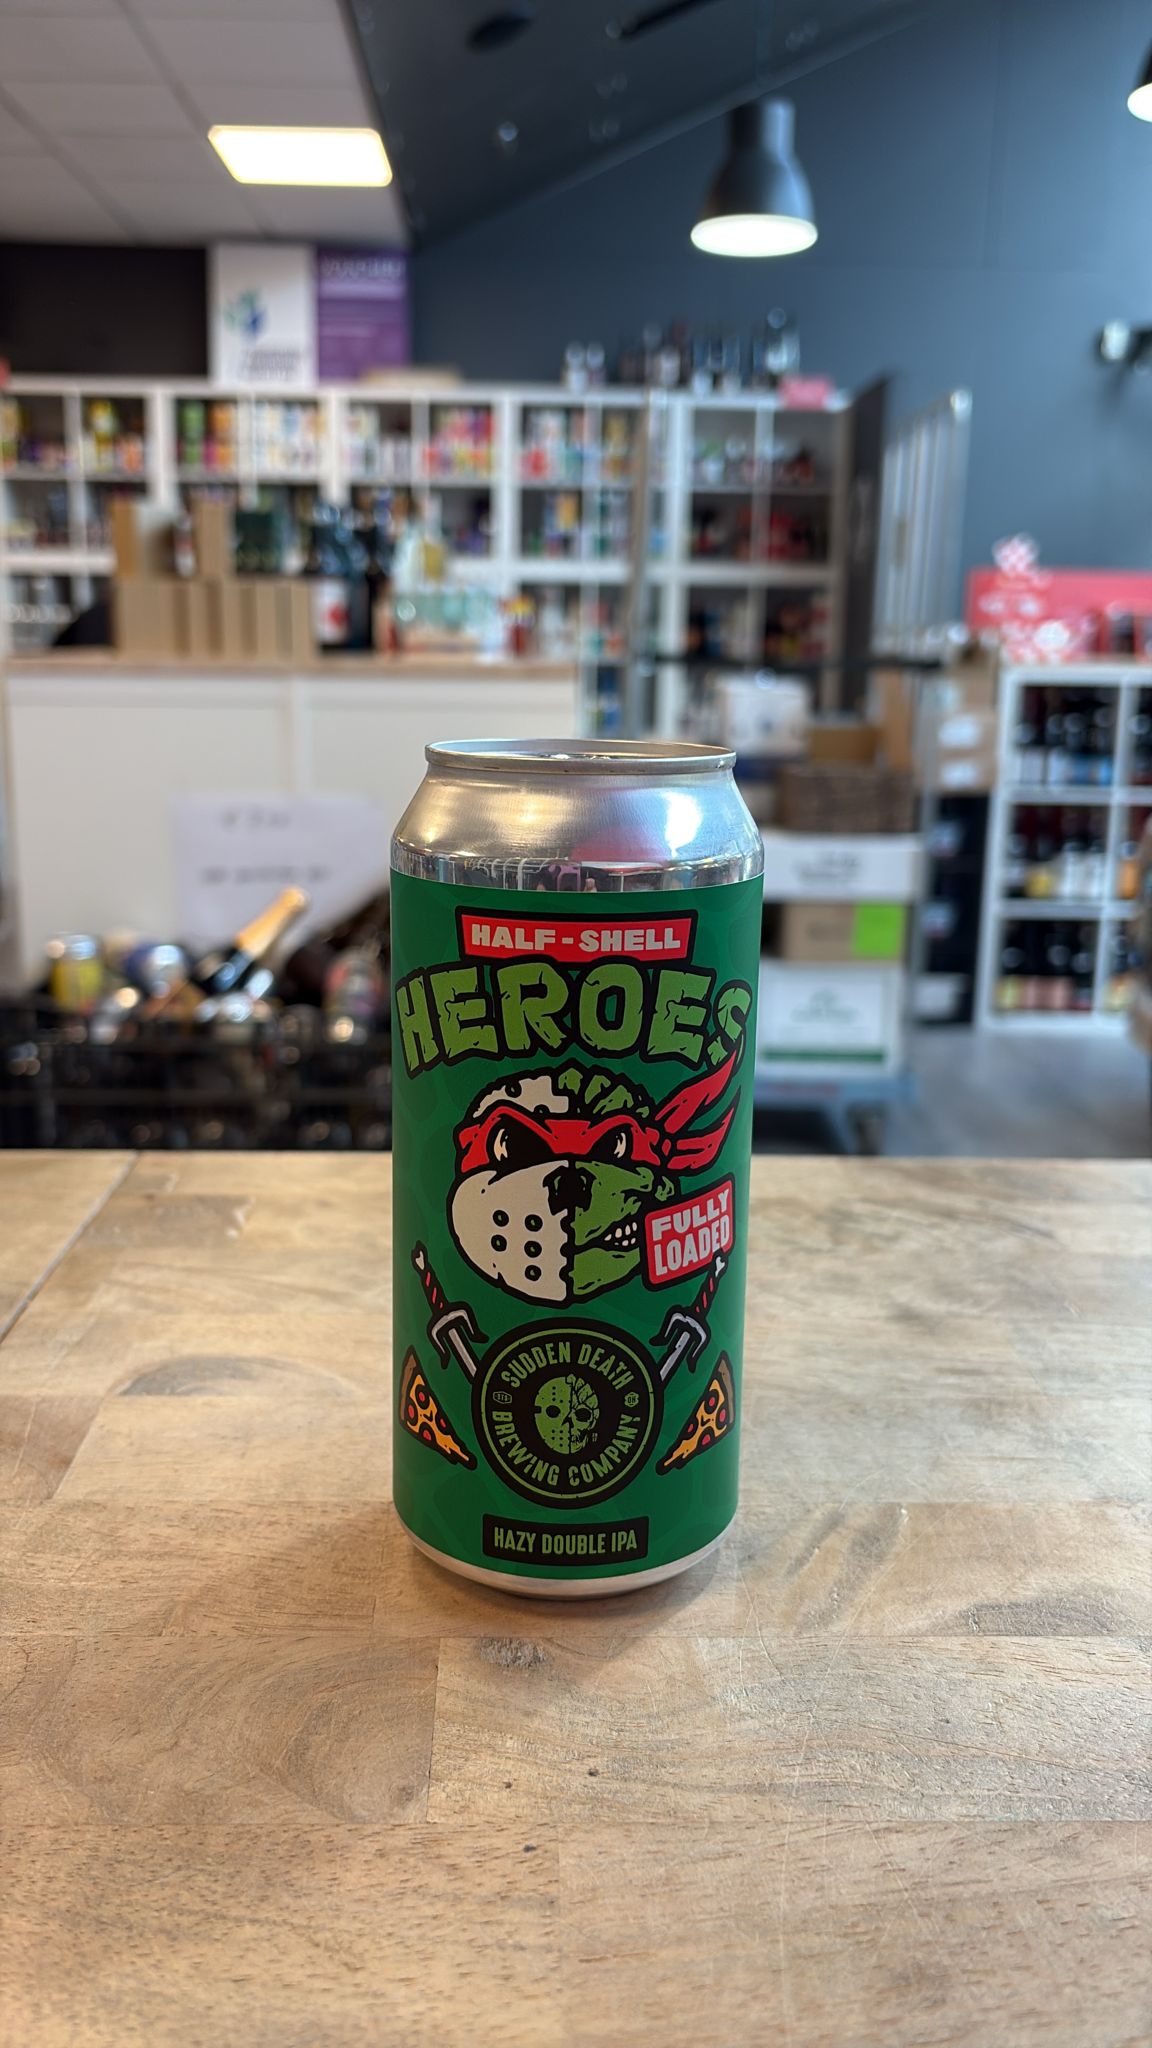 HALF-SHELL
HEROES
FULLY
LOADED
SUDDEN DEATH
BREWING COMPANY
HAZY DOUBLE IPA